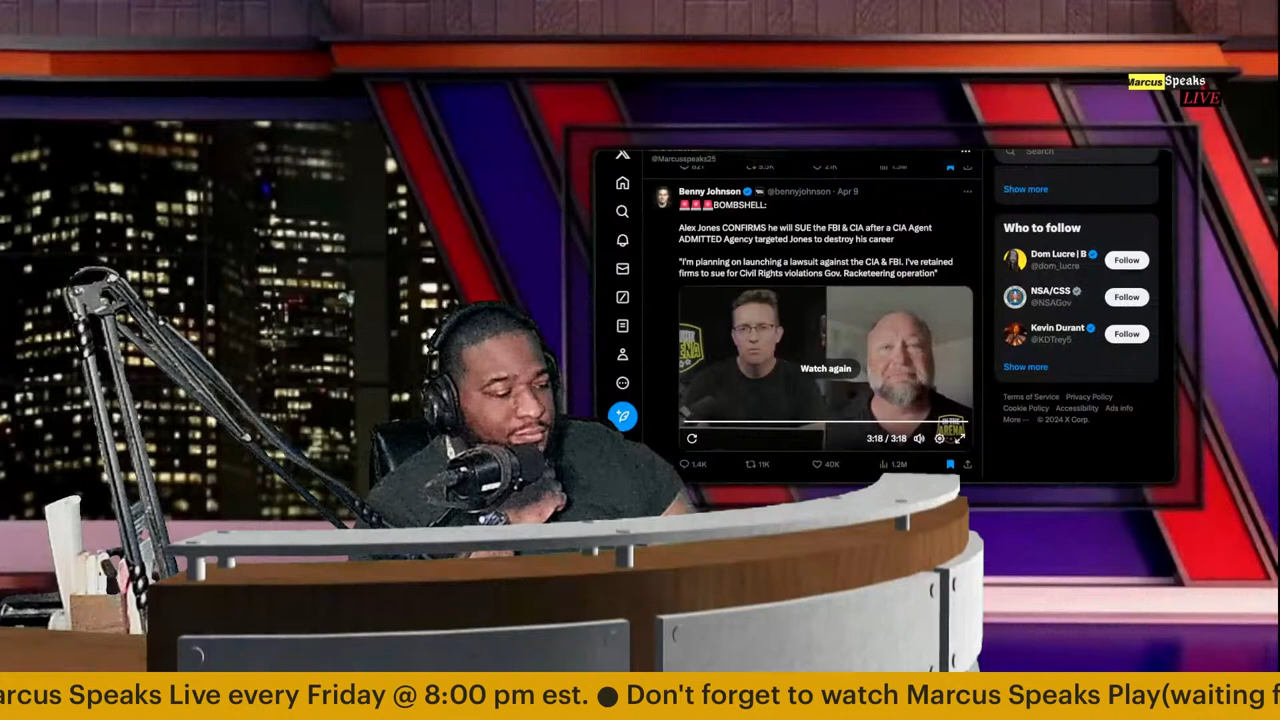 Marcus Speaks
LIVE
@Marcusspeaks25
Search
Show more
Benny Johnson @bennyjohnson · Apr 9
BOMBSHELL:
Alex Jones CONFIRMS he will SUE the FBI & CIA after a CIA Agent
ADMITTED Agency targeted Jones to destroy his career
"I'm planning on launching a lawsuit against the CIA & FBI. I've retained
firms to sue for Civil Rights violations Gov. Racketeering operation"
Watch again
3:18 / 3:18
IN THE
ARENA
1.4K 11K 40K 1.2M
Who to follow
Dom Lucre | B
@dom_lucre
Follow
NSA/CSS
@NSAGov
Follow
Kevin Durant
@KDTrey5
Follow
Show more
Terms of Service Privacy Policy
Cookie Policy Accessibility Ads info
More ··· © 2024 X Corp.
arcus Speaks Live every Friday @ 8:00 pm est. ● Don't forget to watch Marcus Speaks Play(waiting f